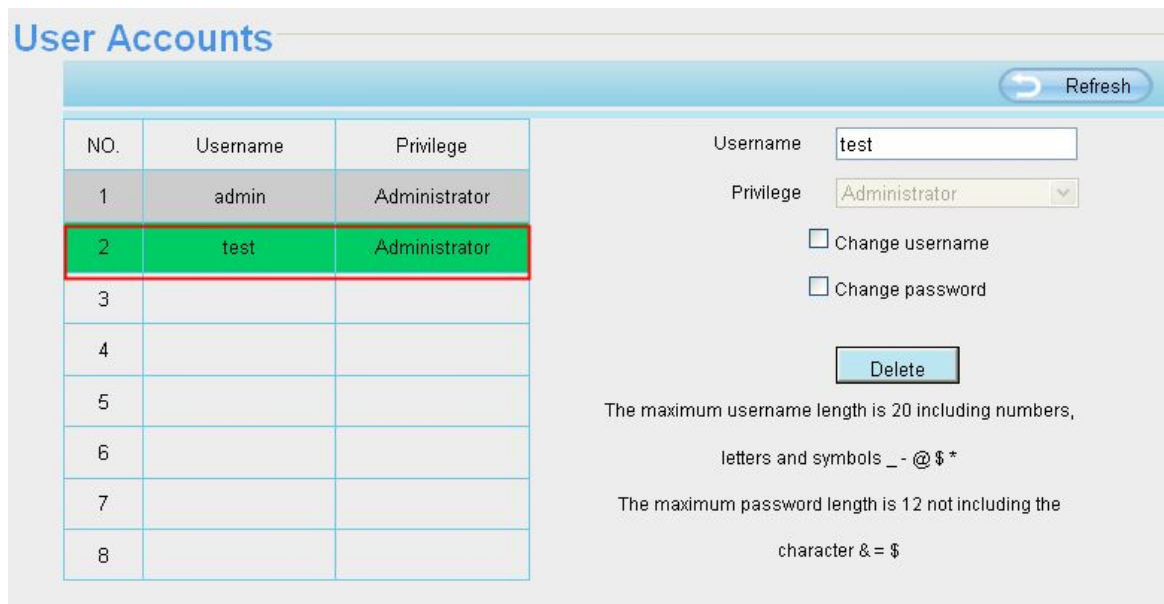 User Accounts
Refresh
NO. Username Privilege
1 admin Administrator
2 test Administrator
3
4
5
6
7
8
Username test
Privilege Administrator
Change username
Change password
Delete
The maximum username length is 20 including numbers,
letters and symbols _ - @ $ *
The maximum password length is 12 not including the
character & = $